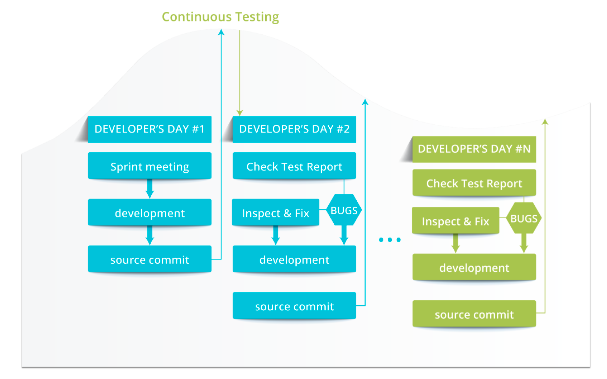 Continuous Testing
DEVELOPER'S DAY #1
Sprint meeting
development
source commit
DEVELOPER'S DAY #2
Check Test Report
Inspect & Fix
BUGS
development
source commit
DEVELOPER'S DAY #N
Check Test Report
Inspect & Fix
BUGS
development
source commit